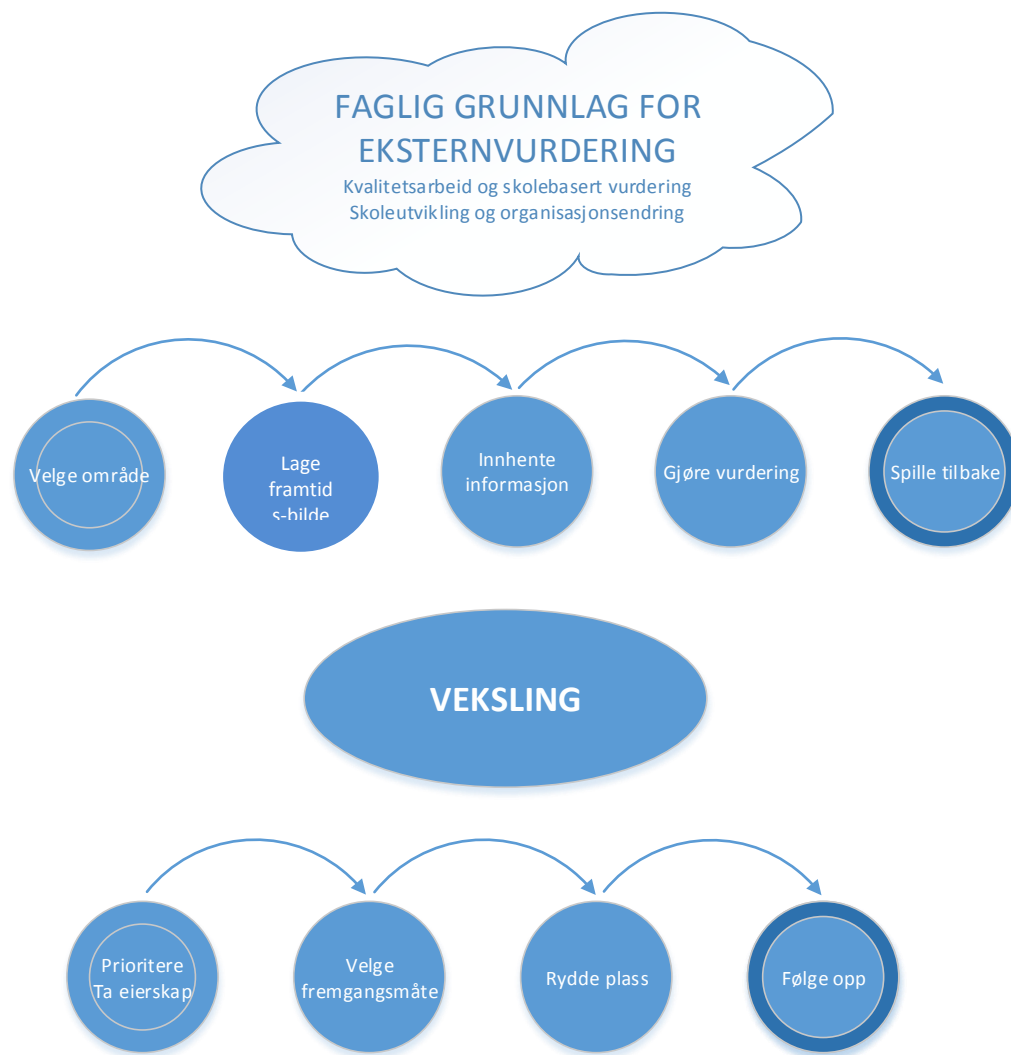 FAGLIG GRUNNLAG FOR
EKSTERNVURDERING
Kvalitetsarbeid og skolebasert vurdering
Skoleutvikling og organisasjonsendring
Velge område
Lage
framtid
s-bilde
Innhente
informasjon
Gjøre vurdering
Spille tilbake
VEKSLING
Prioritere
Ta eierskap
Velge
fremgangsmåte
Rydde plass
Følge opp